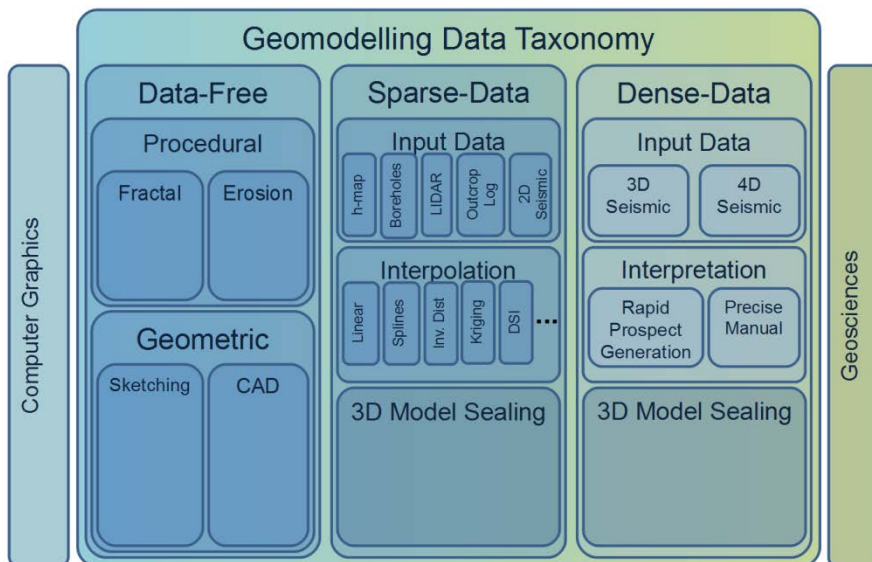 Geomodelling Data Taxonomy
Computer Graphics
Data-Free
Procedural
Fractal
Erosion
Geometric
Sketching
CAD
Sparse-Data
Input Data
h-map
Boreholes
LIDAR
Outcrop
Log
2D
Seismic
Interpolation
Linear
Splines
Inv. Dist
Kriging
DSI
...
3D Model Sealing
Dense-Data
Input Data
3D
Seismic
4D
Seismic
Interpretation
Rapid
Prospect
Generation
Precise
Manual
3D Model Sealing
Geosciences